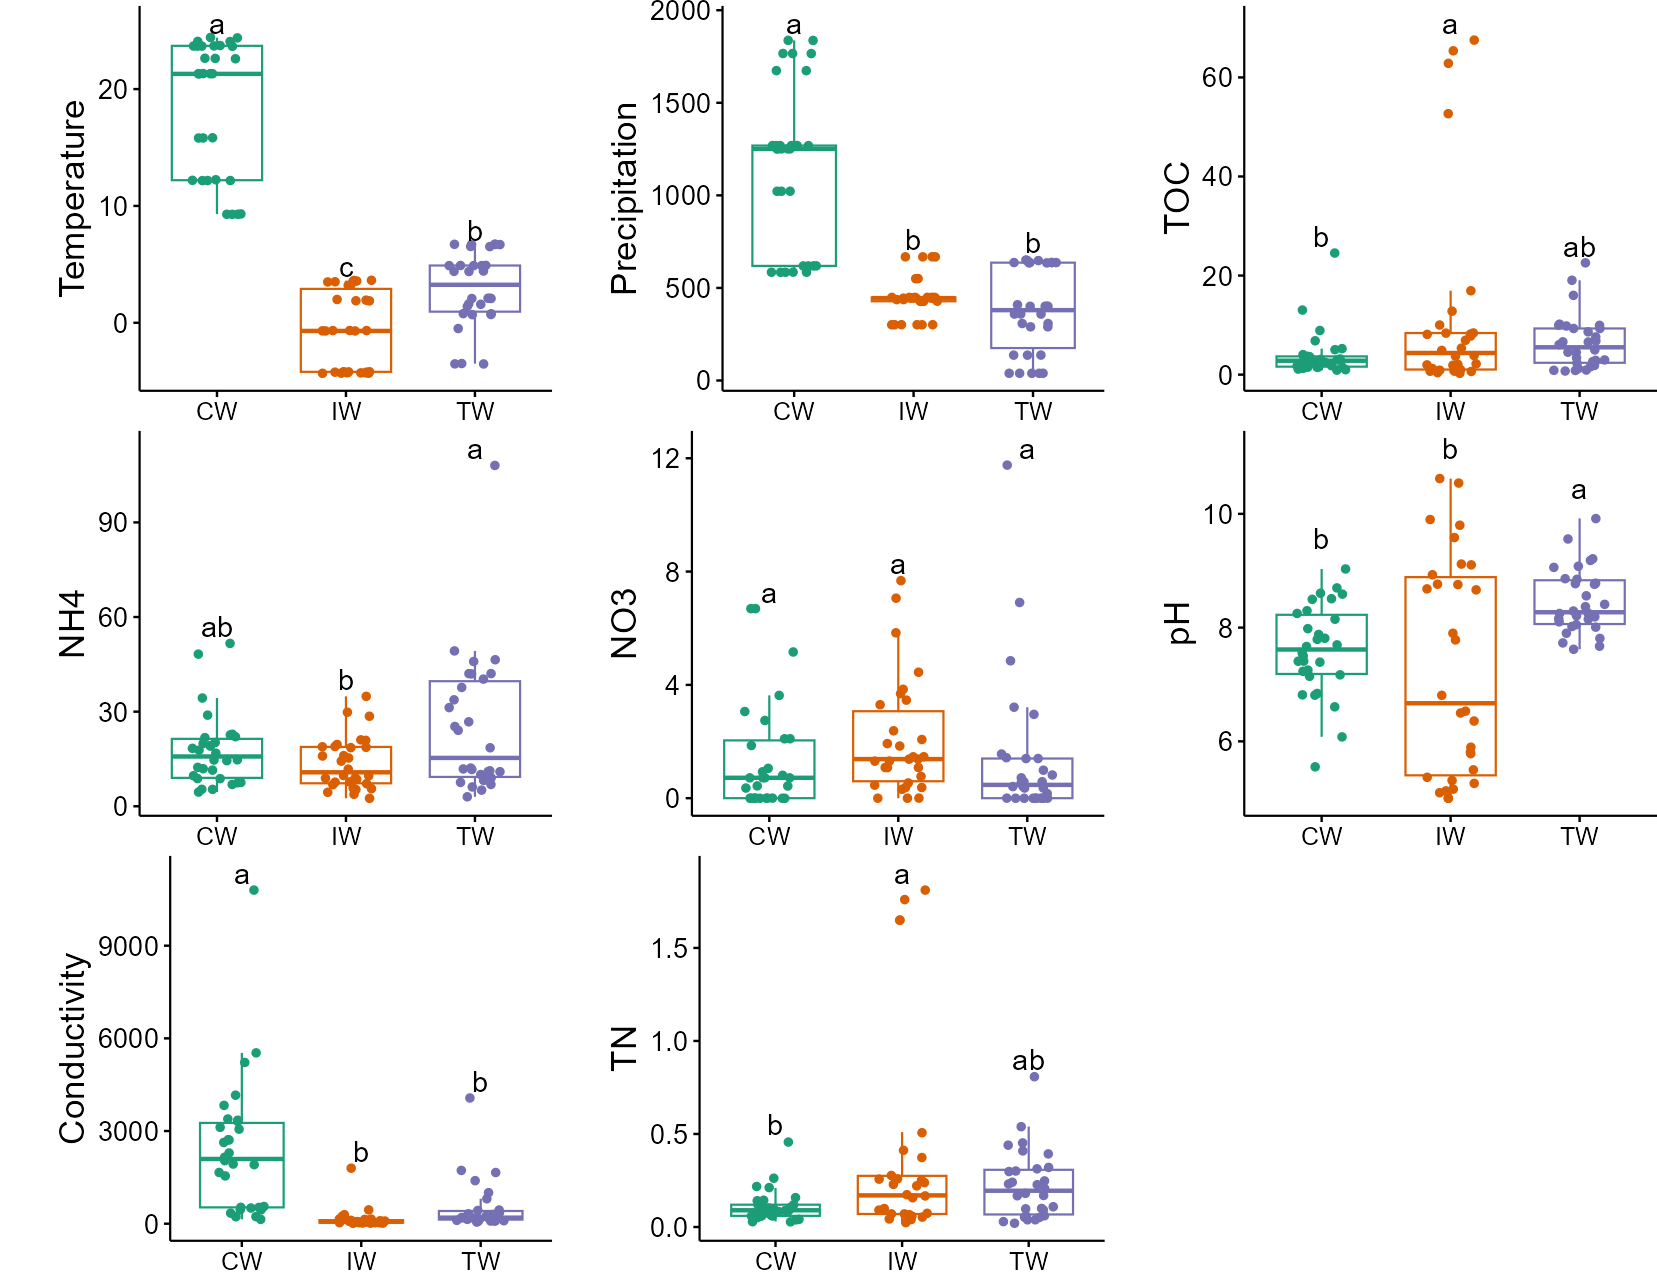 Temperature
20
10
0
a
c
b
CW IW TW
Precipitation
2000
1500
1000
500
0
a
b
b
CW IW TW
TOC
60
40
20
0
b
a
ab
CW IW TW
NH4
90
60
30
0
ab
b
a
CW IW TW
NO3
12
8
4
0
a
a
a
CW IW TW
pH
10
8
6
b
b
a
CW IW TW
Conductivity
9000
6000
3000
0
a
b
b
CW IW TW
TN
1.5
1.0
0.5
0.0
b
a
ab
CW IW TW